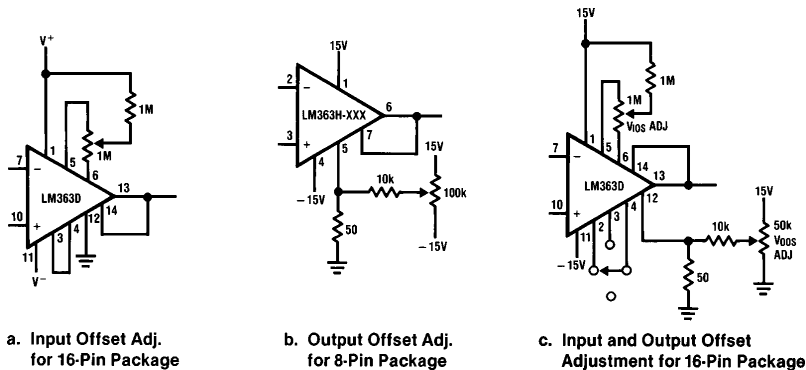 V+
1M
1
5
1M
6
7
−
LM363D
13
10
+
12
14
4
3
11
V−
a. Input Offset Adj.
for 16-Pin Package
15V
2
−
1
LM363H-XXX
6
7
3
+
4
5
−15V
10k
15V
100k
−15V
50
b. Output Offset Adj.
for 8-Pin Package
15V
1M
1M
VIOS ADJ
1
5
6
14
7
−
LM363D
13
10
+
12
4
3
2
11
−15V
10k
15V
50k
VOOS
ADJ
50
c. Input and Output Offset
Adjustment for 16-Pin Package